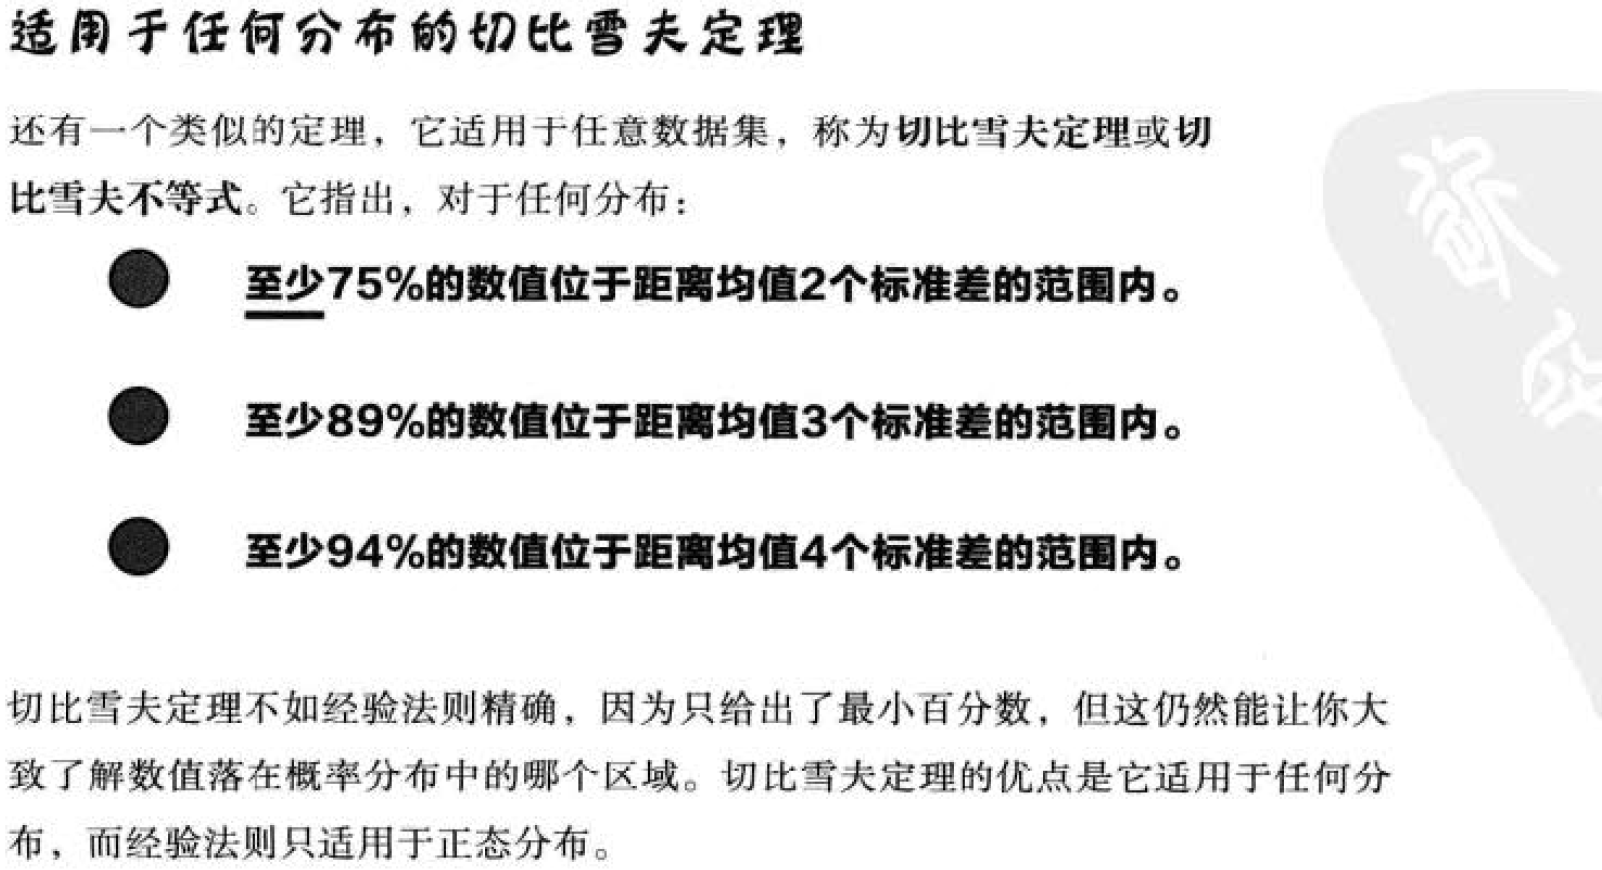 适用于任何分布的切比雪夫定理
还有一个类似的定理，它适用于任意数据集，称为切比雪夫定理或切
比雪夫不等式。它指出，对于任何分布：
至少75%的数值位于距离均值2个标准差的范围内。
至少89%的数值位于距离均值3个标准差的范围内。
至少94%的数值位于距离均值4个标准差的范围内。
切比雪夫定理不如经验法则精确，因为只给出了最小百分数，但这仍然能让你大
致了解数值落在概率分布中的哪个区域。切比雪夫定理的优点是它适用于任何分
布，而经验法则只适用于正态分布。